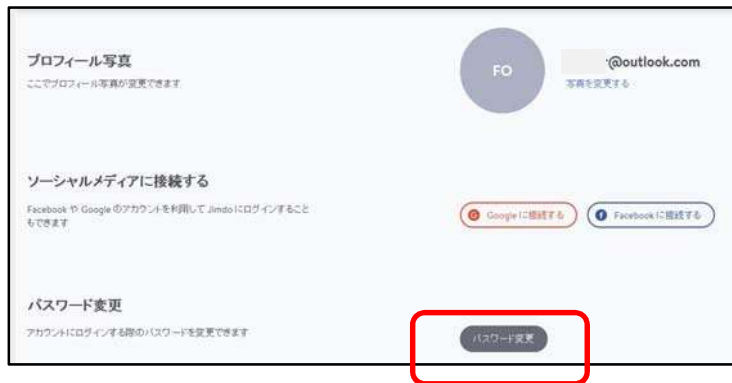 プロフィール写真
ここでプロフィール写真が変更できます
FO
@outlook.com
写真を変更する
ソーシャルメディアに接続する
Facebook や Google のアカウントを利用して Jimdo にログインすること
もできます
G Googleに接続する
f Facebookに接続する
パスワード変更
アカウントにログインする際のパスワードを変更できます
パスワード変更